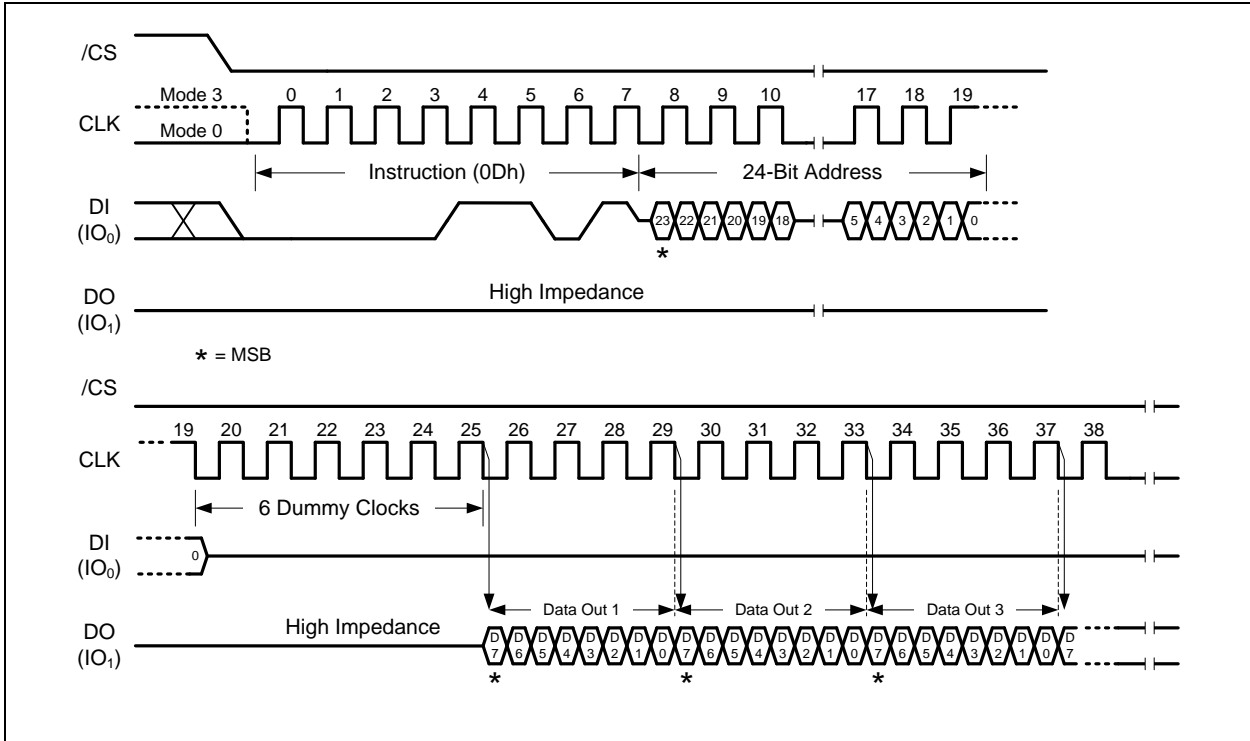 /CS
Mode 3
0 1 2 3 4 5 6 7 8 9 10 17 18 19
CLK
Mode 0
Instruction (0Dh)
24-Bit Address
DI
(IO0)
23 22 21 20 19 18 5 4 3 2 1 0
*
High Impedance
DO
(IO1)
* = MSB
/CS
19 20 21 22 23 24 25 26 27 28 29 30 31 32 33 34 35 36 37 38
CLK
6 Dummy Clocks
DI
(IO0)
0
Data Out 1 Data Out 2 Data Out 3
High Impedance
DO
(IO1)
D7 D6 D5 D4 D3 D2 D1 D0 D7 D6 D5 D4 D3 D2 D1 D0 D7 D6 D5 D4 D3 D2 D1 D0 D7
* * *